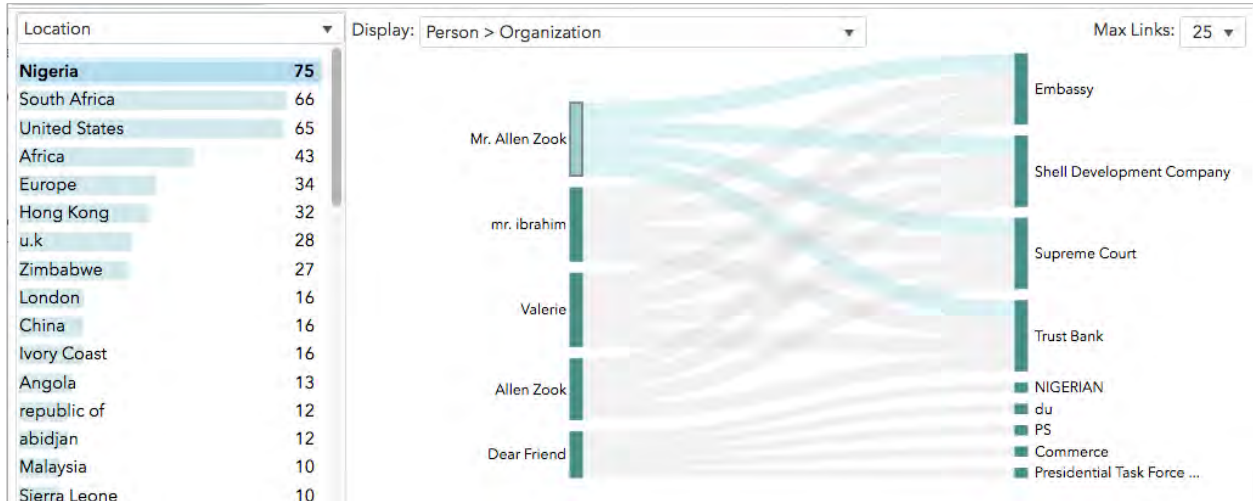 Location
Display: Person > Organization
Max Links: 25
Nigeria 75
South Africa 66
United States 65
Africa 43
Europe 34
Hong Kong 32
u.k 28
Zimbabwe 27
London 16
China 16
Ivory Coast 16
Angola 13
republic of 12
abidjan 12
Malaysia 10
Sierra Leone 10
Mr. Allen Zook
mr. ibrahim
Valerie
Allen Zook
Dear Friend
Embassy
Shell Development Company
Supreme Court
Trust Bank
NIGERIAN
du
PS
Commerce
Presidential Task Force ...